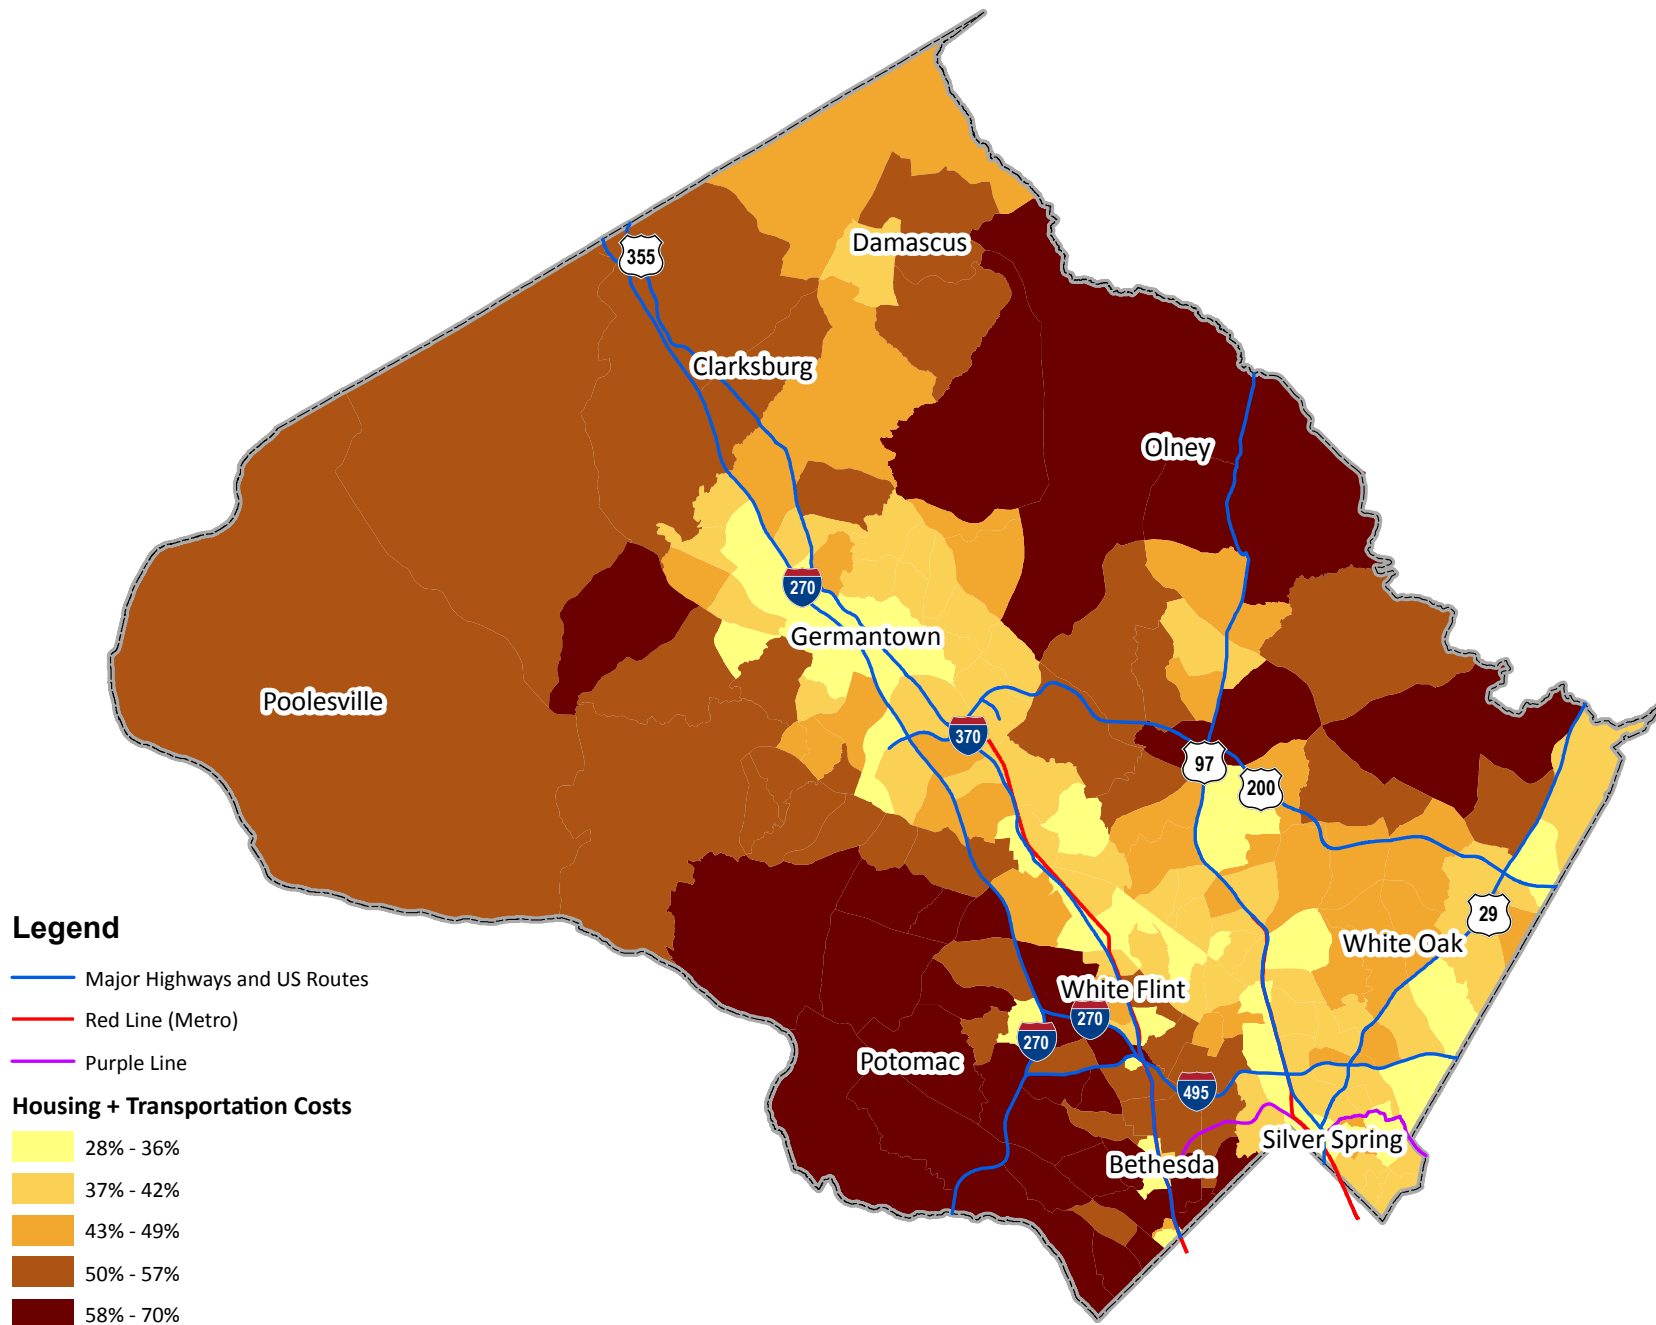 355
Damascus
Clarksburg
Olney
270
Germantown
Poolesville
370
97
200
29
White Oak
White Flint
270
270
Potomac
495
Silver Spring
Bethesda
Legend
Major Highways and US Routes
Red Line (Metro)
Purple Line
Housing + Transportation Costs
28% - 36%
37% - 42%
43% - 49%
50% - 57%
58% - 70%